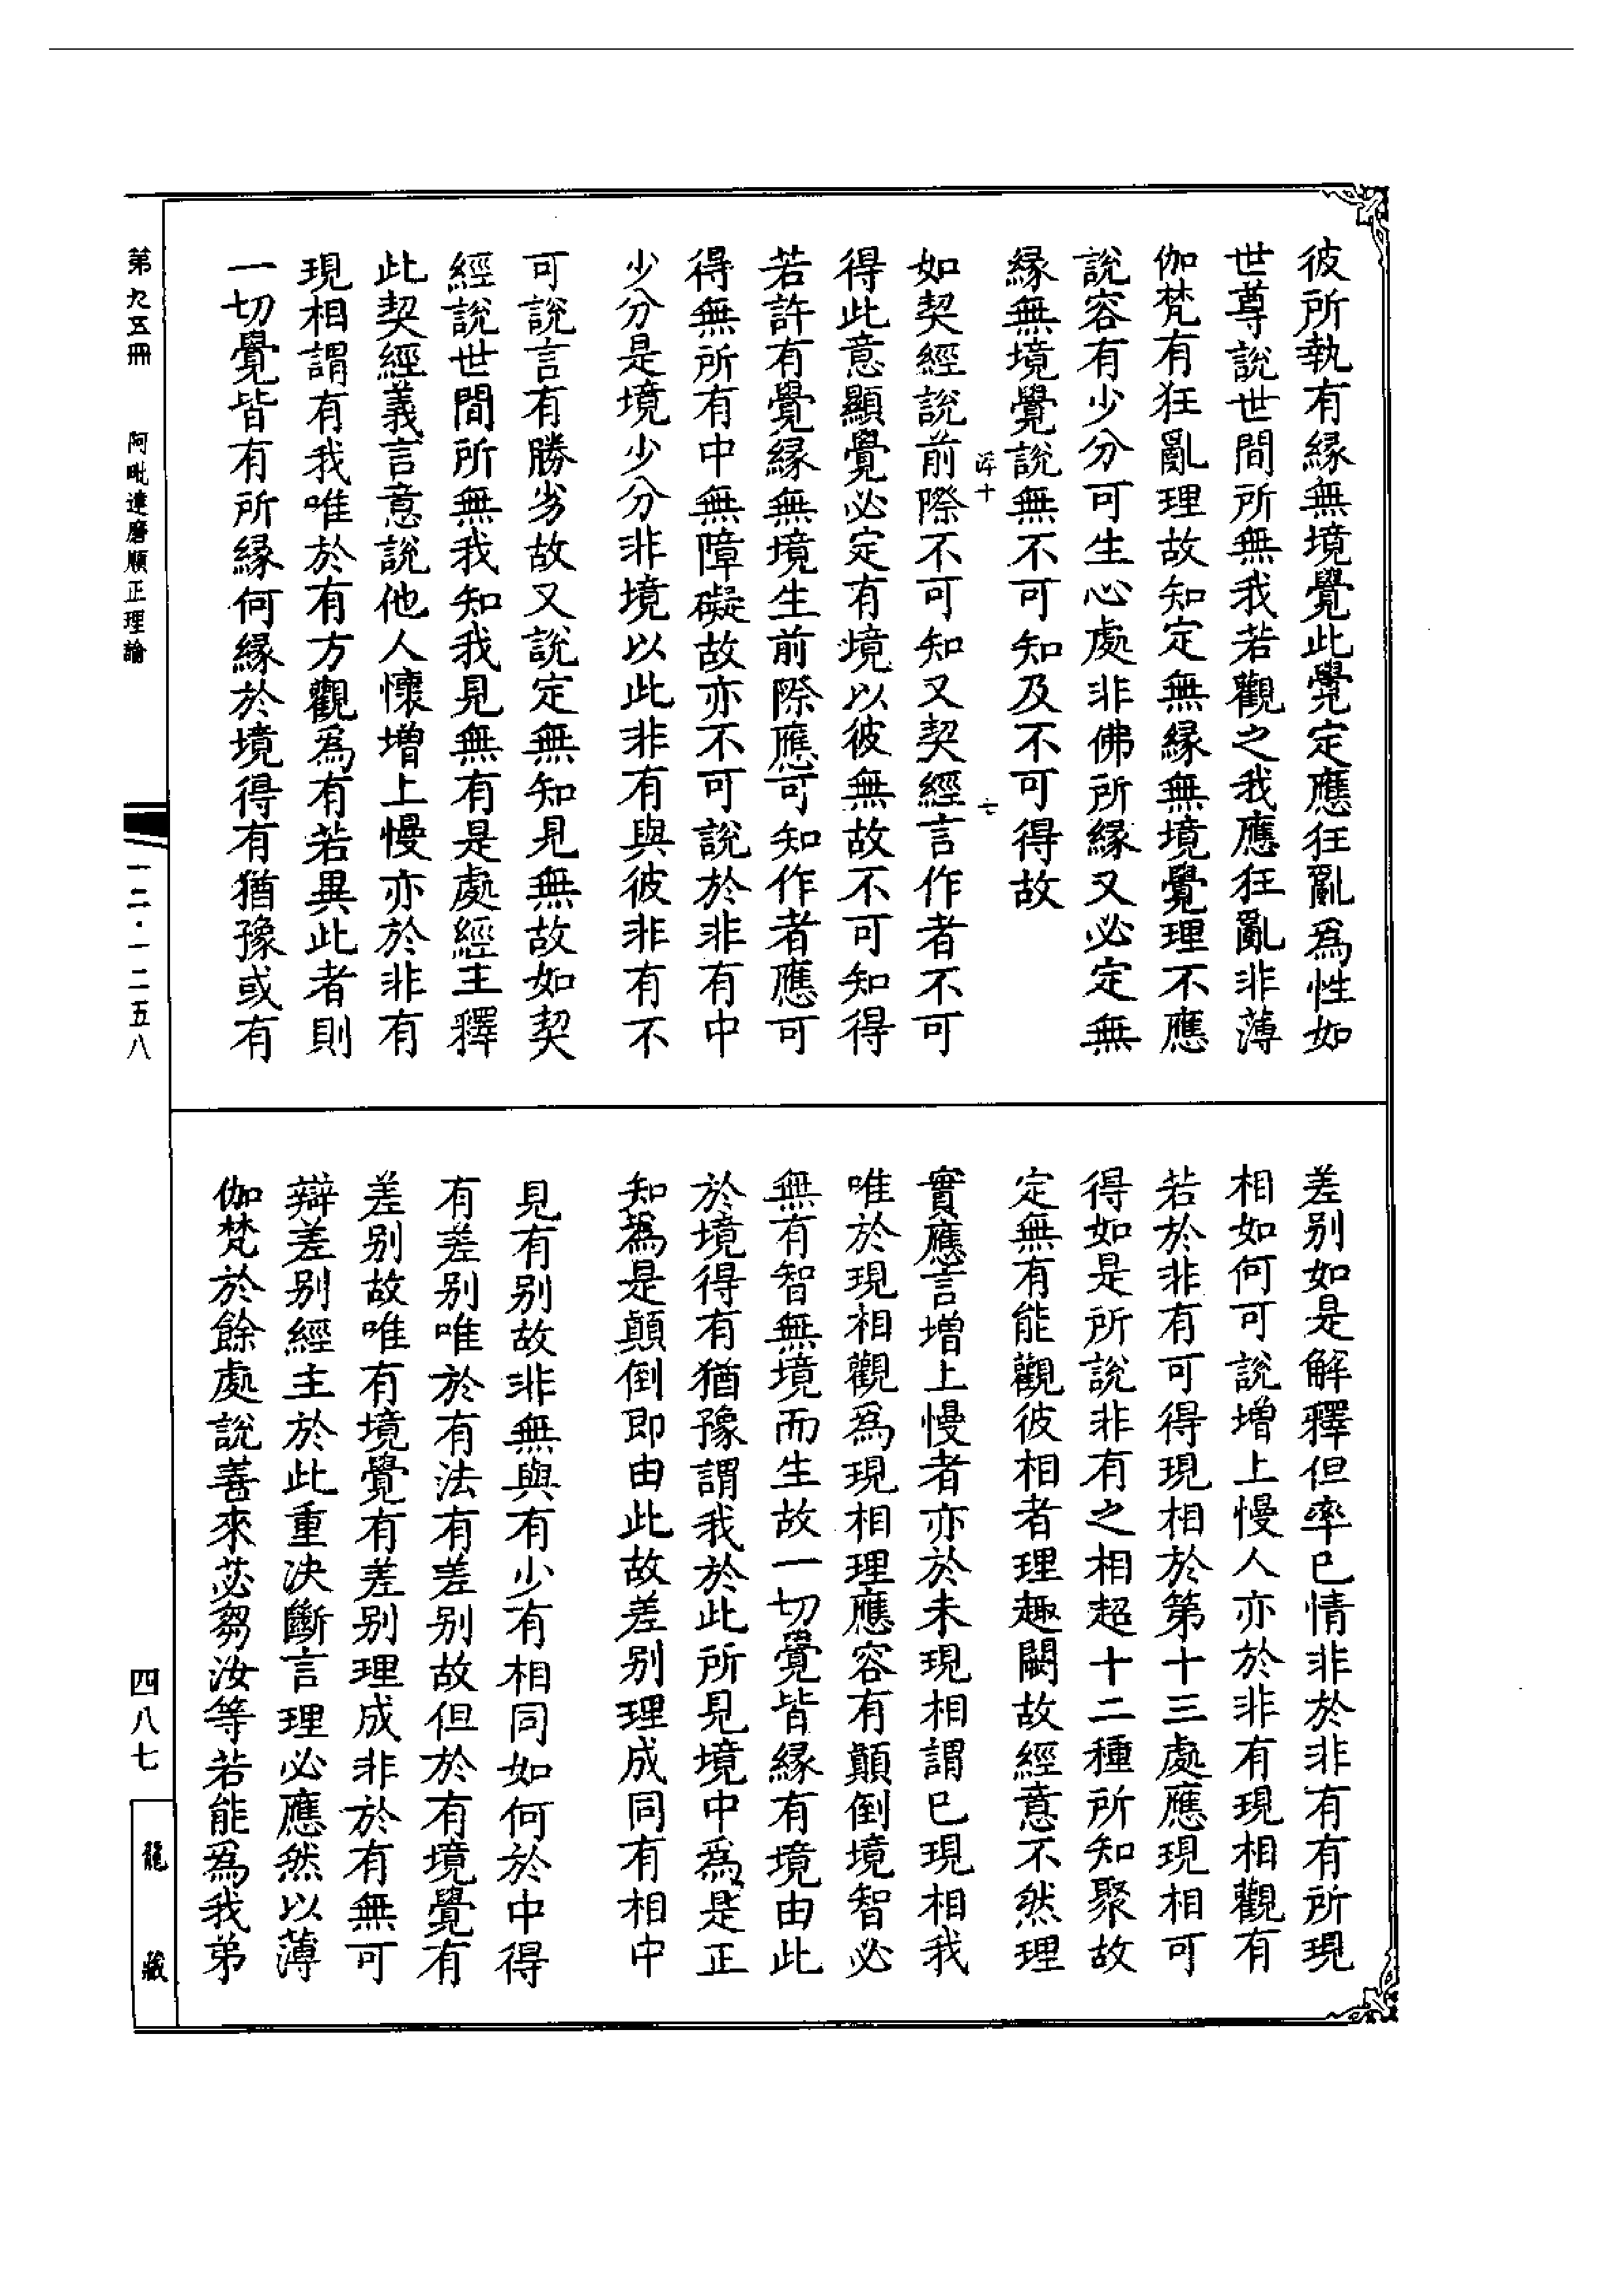 彼所執有緣無境覺此覺定應狂亂爲性如
世尊說世間所無我若觀之我應狂亂非薄
伽梵有狂亂理故知定無緣無境覺理不應
說容有少分可生心處非佛所緣又必定無
緣無境覺說無不可知及不可得故
如契經說前際不可知又契經言作者不可
得此意顯覺必定有境以彼無故不可知得
若許有覺緣無境生前際應可知作者應可
得無所有中無障礙故亦不可說於非有中
少分是境少分非境以此非有與彼非有不
可說言有勝劣故又說定無知見無故如契
經說世間所無我知我見無有是處經主釋
此契經義言意說他人懷增上慢亦於非有
現相謂有我唯於有方觀爲有若異此者則
一切覺皆有所緣何緣於境得有猶豫或有
差別如是解釋但率已情非於非有有所現
相如何可說增上慢人亦於非有現相觀有
若於非有可得現相於第十三處應現相可
得如是所說非有之相超十二種所知聚故
定無有能觀彼相者理趣闕故經意不然理
實應言增上慢者亦於未現相謂已現相我
唯於現相觀爲現相理應容有顛倒境智必
無有智無境而生故一切覺皆緣有境由此
於境得有猶豫謂我於此所見境中爲是正
知爲是顛倒即由此故差別理成同有相中
見有別故非無與有少有相同如何於中得
有差別唯於有法有差別故但於有境覺有
差別故唯有境覺有差別理成非於有無可
辯差別經主於此重決斷言理必應然以薄
伽梵於餘處說善來苾芻汝等若能爲我弟
第九五冊　阿毗達磨順正理論
一二·一二五八
四八七
龍藏